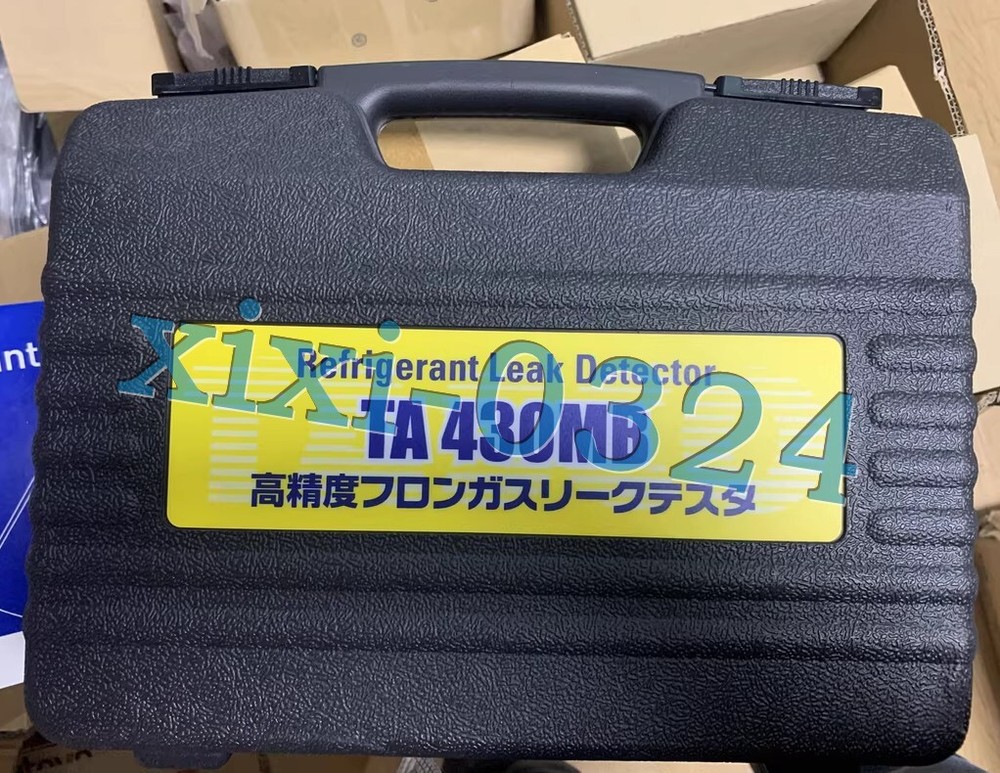 Refrigerant Leak Detector
TA 430MB
高精度フロンガスリークテスタ
xixi-0324